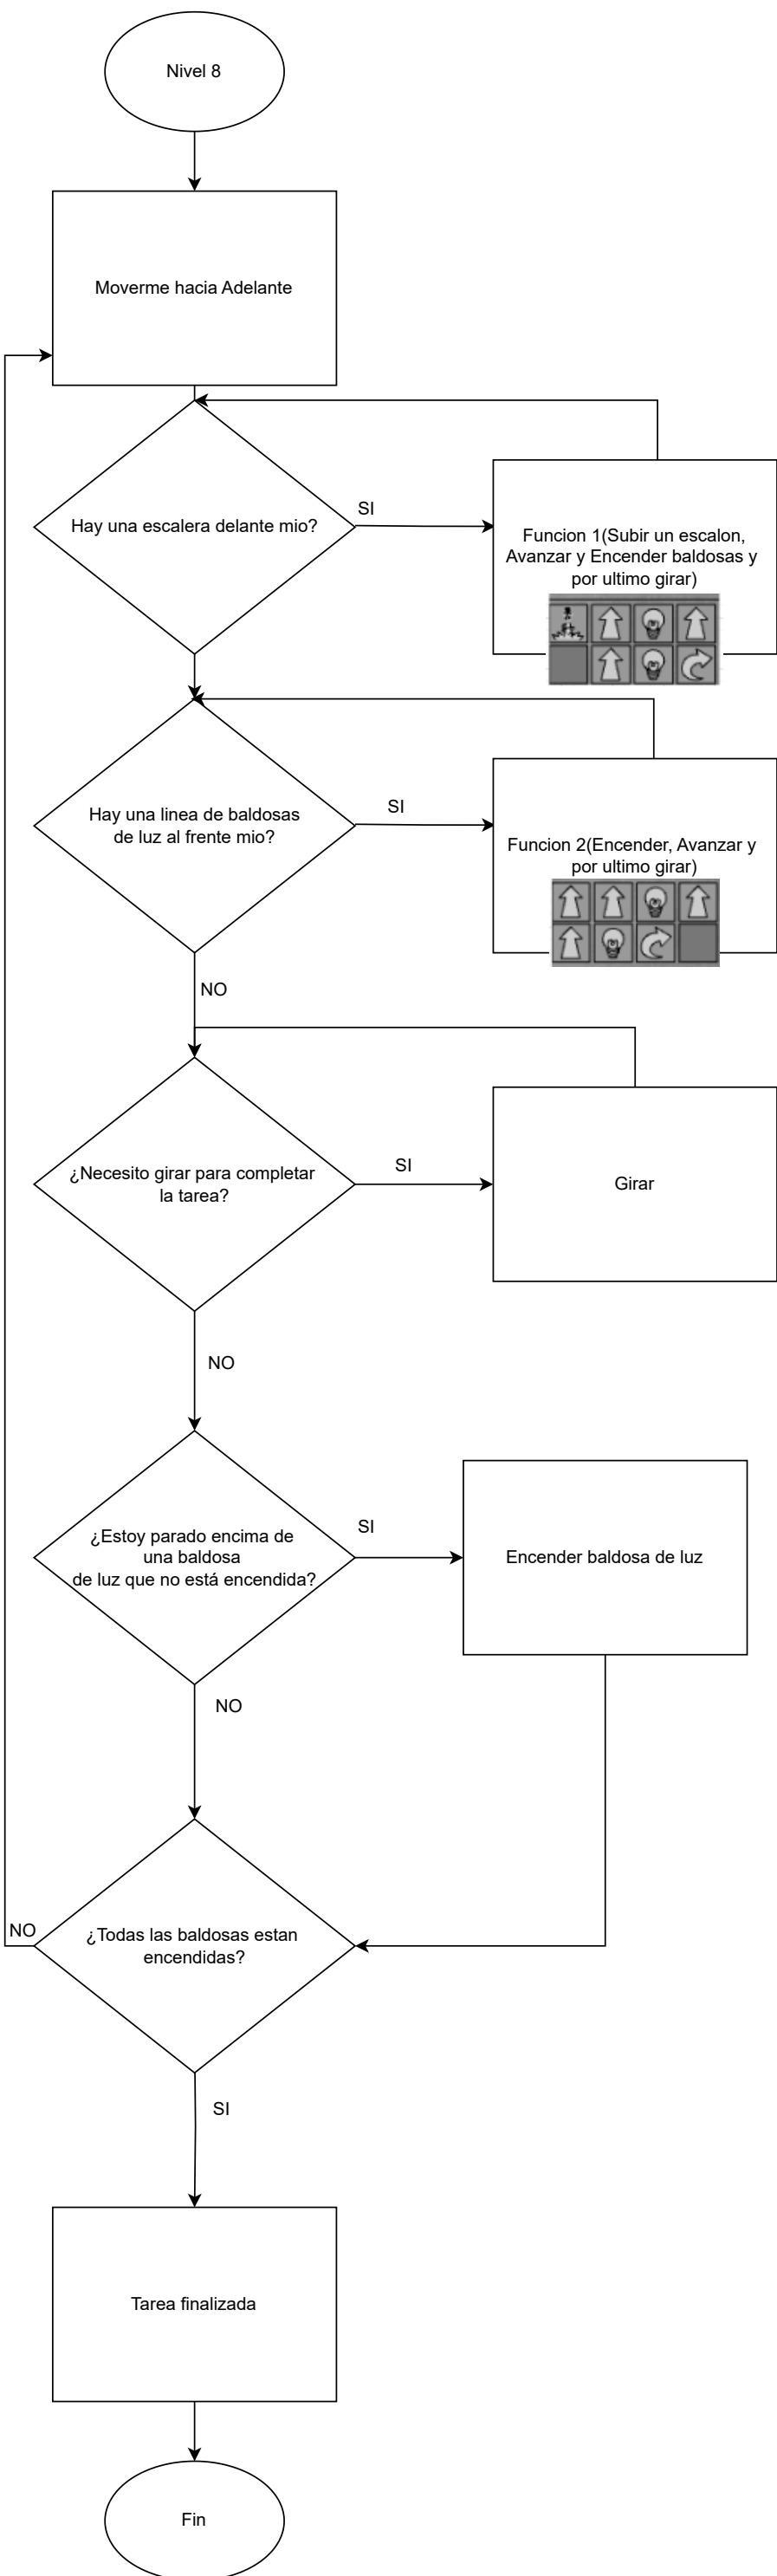 Nivel 8
Moverme hacia Adelante
Hay una escalera delante mio?
SI
Funcion 1(Subir un escalon,
Avanzar y Encender baldosas y
por ultimo girar)
Hay una linea de baldosas
de luz al frente mio?
SI
Funcion 2(Encender, Avanzar y
por ultimo girar)
NO
¿Necesito girar para completar
la tarea?
SI
Girar
NO
¿Estoy parado encima de
una baldosa
de luz que no está encendida?
SI
Encender baldosa de luz
NO
¿Todas las baldosas estan
encendidas?
NO
SI
Tarea finalizada
Fin